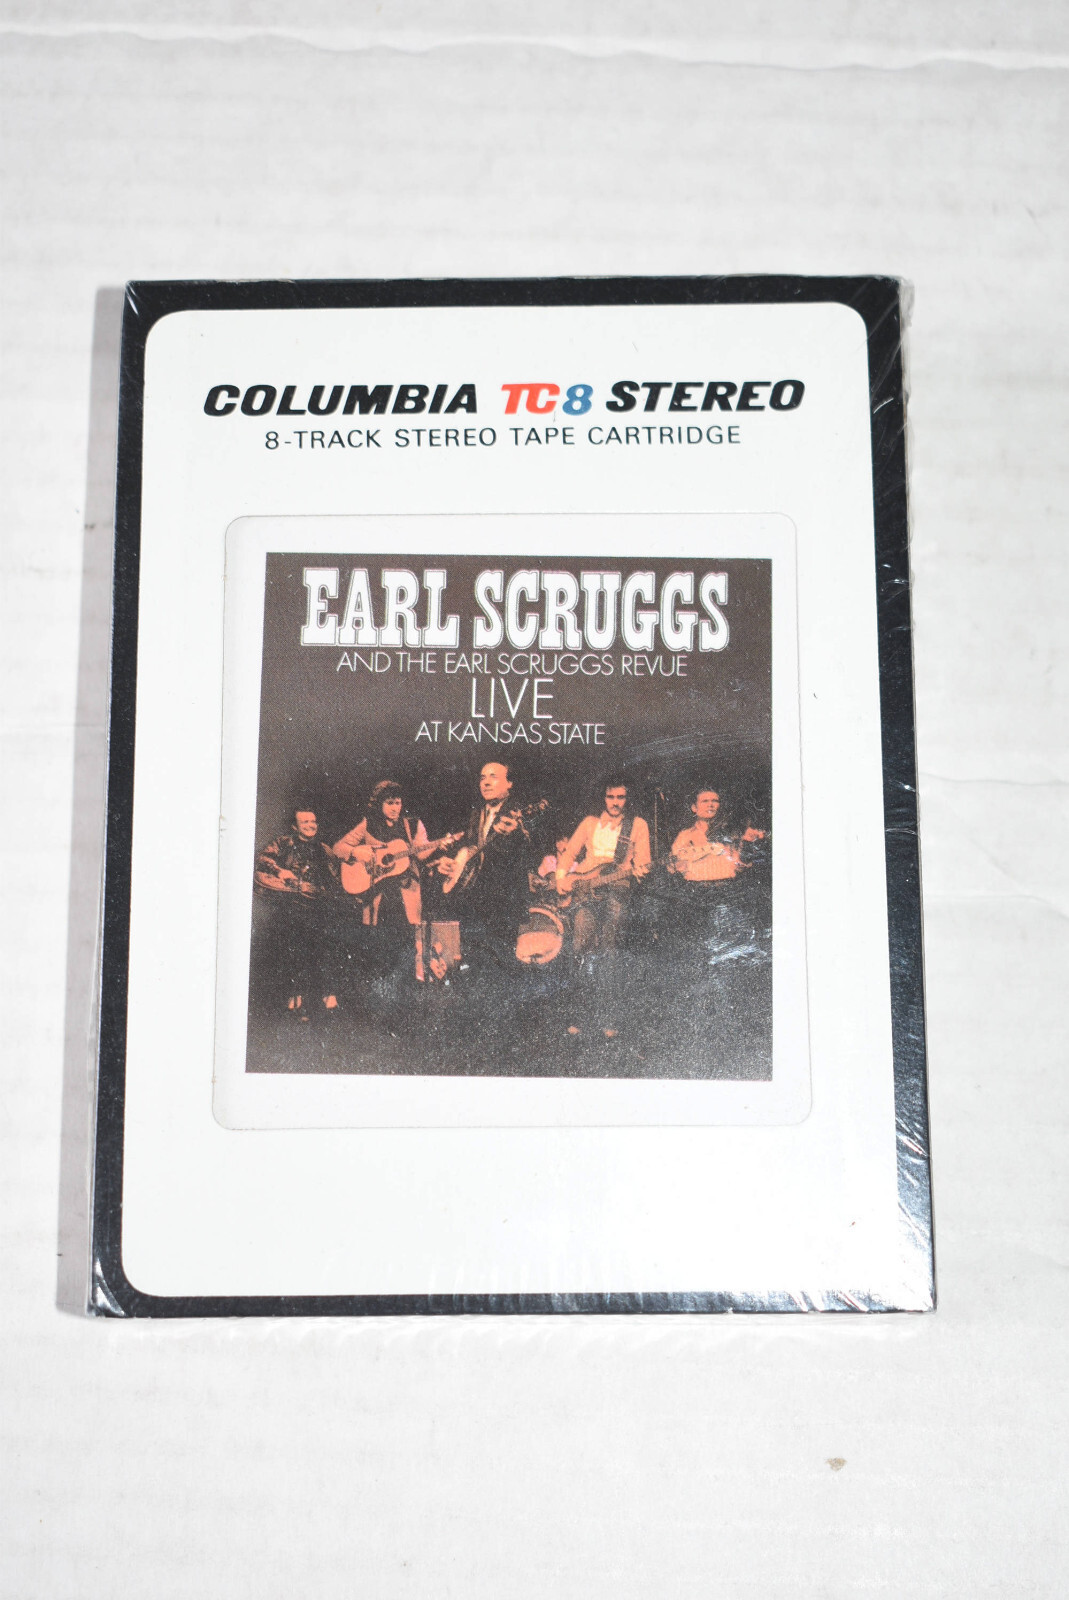 COLUMBIA TC8 STEREO
8-TRACK STEREO TAPE CARTRIDGE
EARL SCRUGGS
AND THE EARL SCRUGGS REVUE
LIVE
AT KANSAS STATE